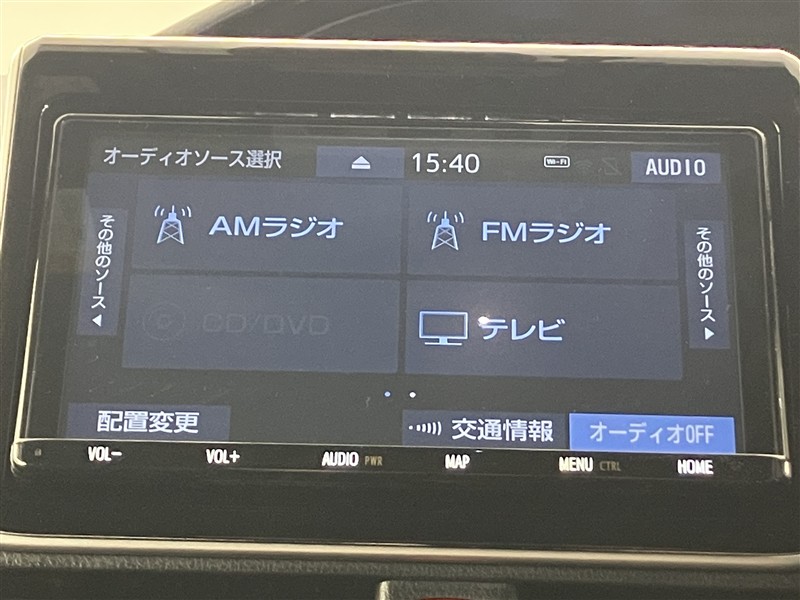 オーディオソース選択
15:40
Wi-Fi
AUDIO
その他のソース
AMラジオ
FMラジオ
その他のソース
CD/DVD
テレビ
配置変更
交通情報
オーディオOFF
VOL-
VOL+
AUDIO PWR
MAP
MENU CTRL
HOME